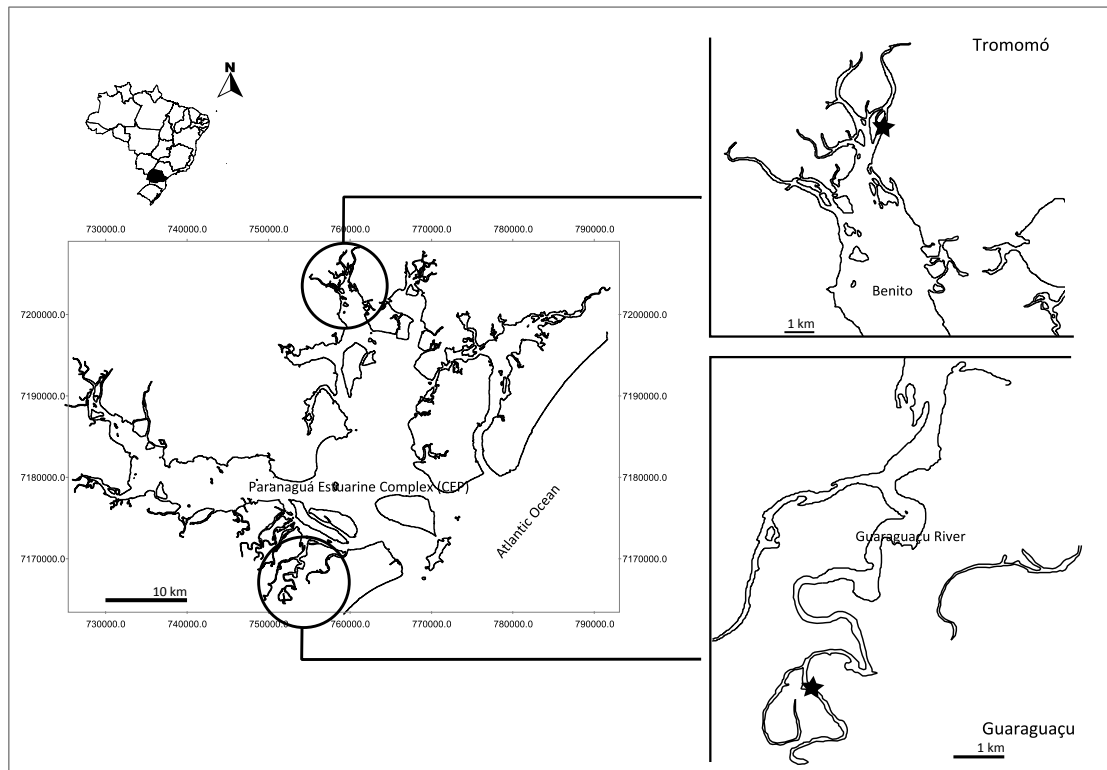 Tromomó
N
730000.0 740000.0 750000.0 760000.0 770000.0 780000.0 790000.0
7200000.0
7200000.0
Benito
1 km
7190000.0
7190000.0
7180000.0
7180000.0
Paranaguá Estuarine Complex (CEP)
Atlantic Ocean
Guaraguaçu River
7170000.0
7170000.0
10 km
730000.0 740000.0 750000.0 760000.0 770000.0 780000.0 790000.0
Guaraguaçu
1 km